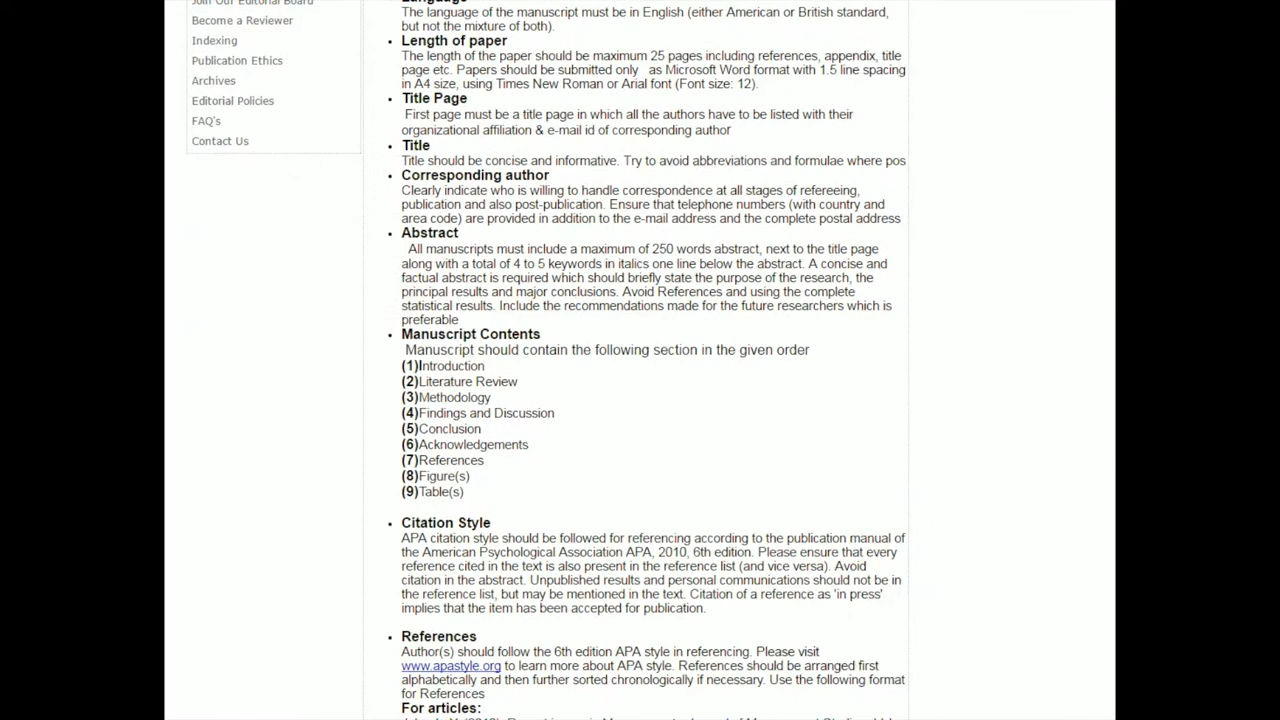 Join Our Editorial Board
Become a Reviewer
Indexing
Publication Ethics
Archives
Editorial Policies
FAQ's
Contact Us
Language
The language of the manuscript must be in English (either American or British standard,
but not the mixture of both).
• Length of paper
The length of the paper should be maximum 25 pages including references, appendix, title
page etc. Papers should be submitted only as Microsoft Word format with 1.5 line spacing
in A4 size, using Times New Roman or Arial font (Font size: 12).
• Title Page
First page must be a title page in which all the authors have to be listed with their
organizational affiliation & e-mail id of corresponding author
• Title
Title should be concise and informative. Try to avoid abbreviations and formulae where pos
• Corresponding author
Clearly indicate who is willing to handle correspondence at all stages of refereeing,
publication and also post-publication. Ensure that telephone numbers (with country and
area code) are provided in addition to the e-mail address and the complete postal address
• Abstract
All manuscripts must include a maximum of 250 words abstract, next to the title page
along with a total of 4 to 5 keywords in italics one line below the abstract. A concise and
factual abstract is required which should briefly state the purpose of the research, the
principal results and major conclusions. Avoid References and using the complete
statistical results. Include the recommendations made for the future researchers which is
preferable
• Manuscript Contents
Manuscript should contain the following section in the given order
(1)Introduction
(2)Literature Review
(3)Methodology
(4)Findings and Discussion
(5)Conclusion
(6)Acknowledgements
(7)References
(8)Figure(s)
(9)Table(s)
• Citation Style
APA citation style should be followed for referencing according to the publication manual of
the American Psychological Association APA, 2010, 6th edition. Please ensure that every
reference cited in the text is also present in the reference list (and vice versa). Avoid
citation in the abstract. Unpublished results and personal communications should not be in
the reference list, but may be mentioned in the text. Citation of a reference as 'in press'
implies that the item has been accepted for publication.
• References
Author(s) should follow the 6th edition APA style in referencing. Please visit
www.apastyle.org to learn more about APA style. References should be arranged first
alphabetically and then further sorted chronologically if necessary. Use the following format
for References
For articles: